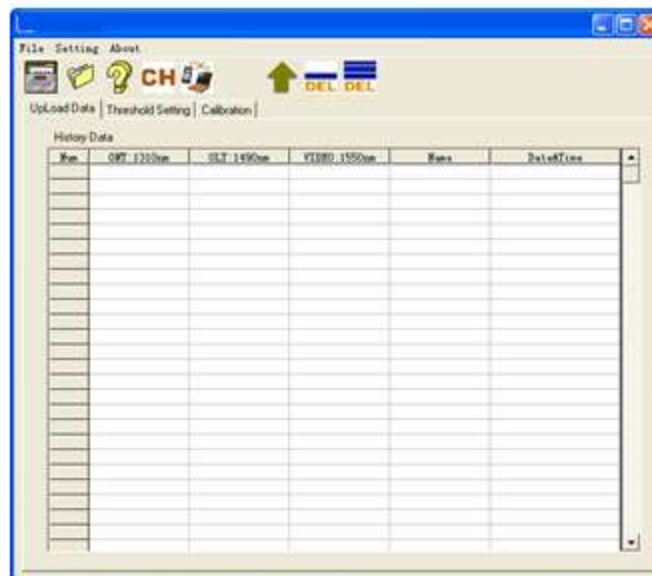 File Setting About
CH DEL DEL
UpLoad Data Threshold Setting Calibration
History Data
Num ONT:1310nm OLT:1490nm VIDEO:1550nm Name Date&Time